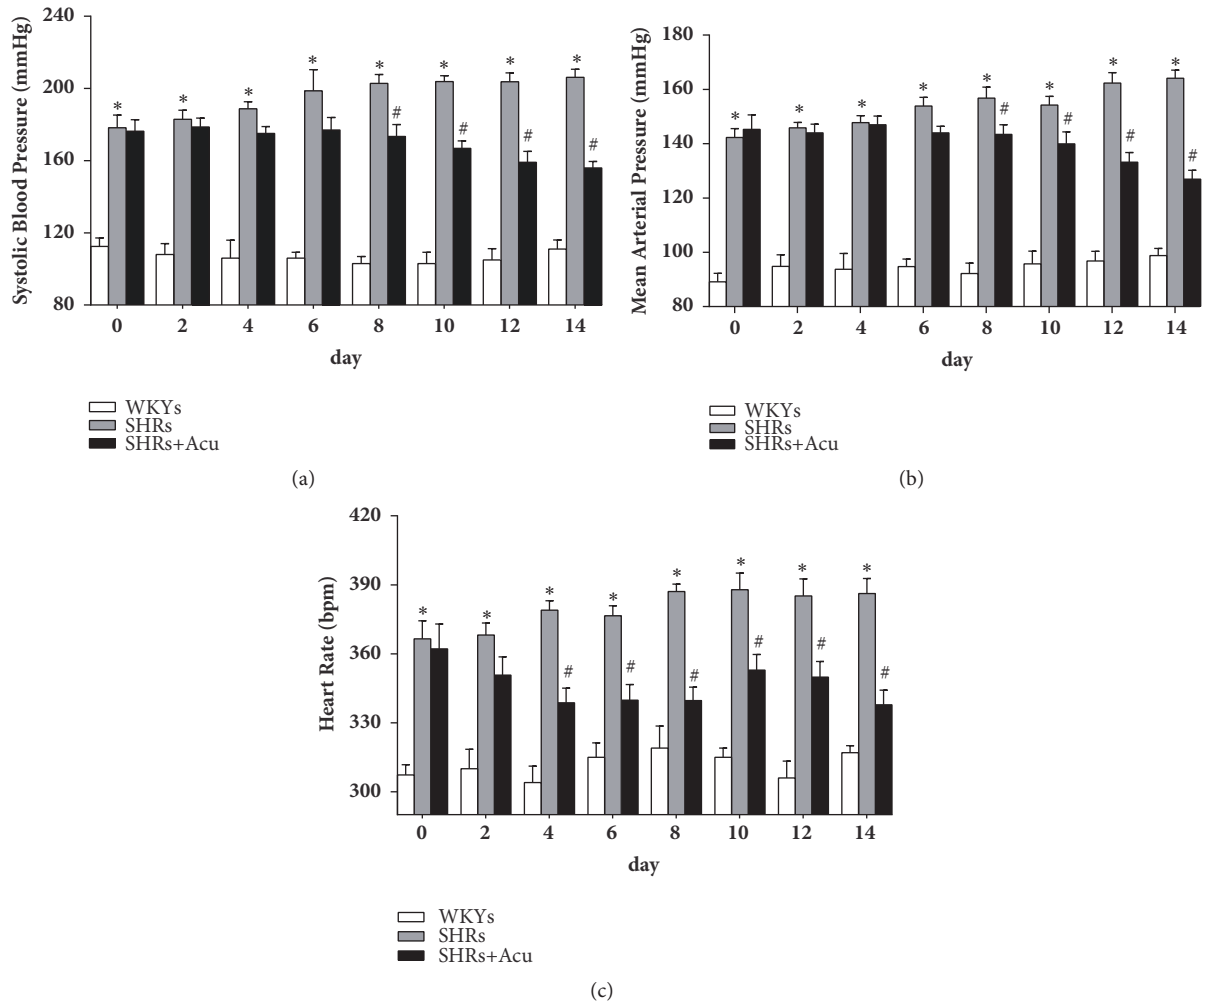 Systolic Blood Pressure (mmHg)
240
200
160
120
80
* * * * * * * *
# # # #
0 2 4 6 8 10 12 14
day
WKYs
SHRs
SHRs+Acu
(a)
Mean Arterial Pressure (mmHg)
180
160
140
120
100
80
* * * * * * * *
# # # #
0 2 4 6 8 10 12 14
day
WKYs
SHRs
SHRs+Acu
(b)
Heart Rate (bpm)
420
390
360
330
300
* * * * * * * *
# # # # # #
0 2 4 6 8 10 12 14
day
WKYs
SHRs
SHRs+Acu
(c)